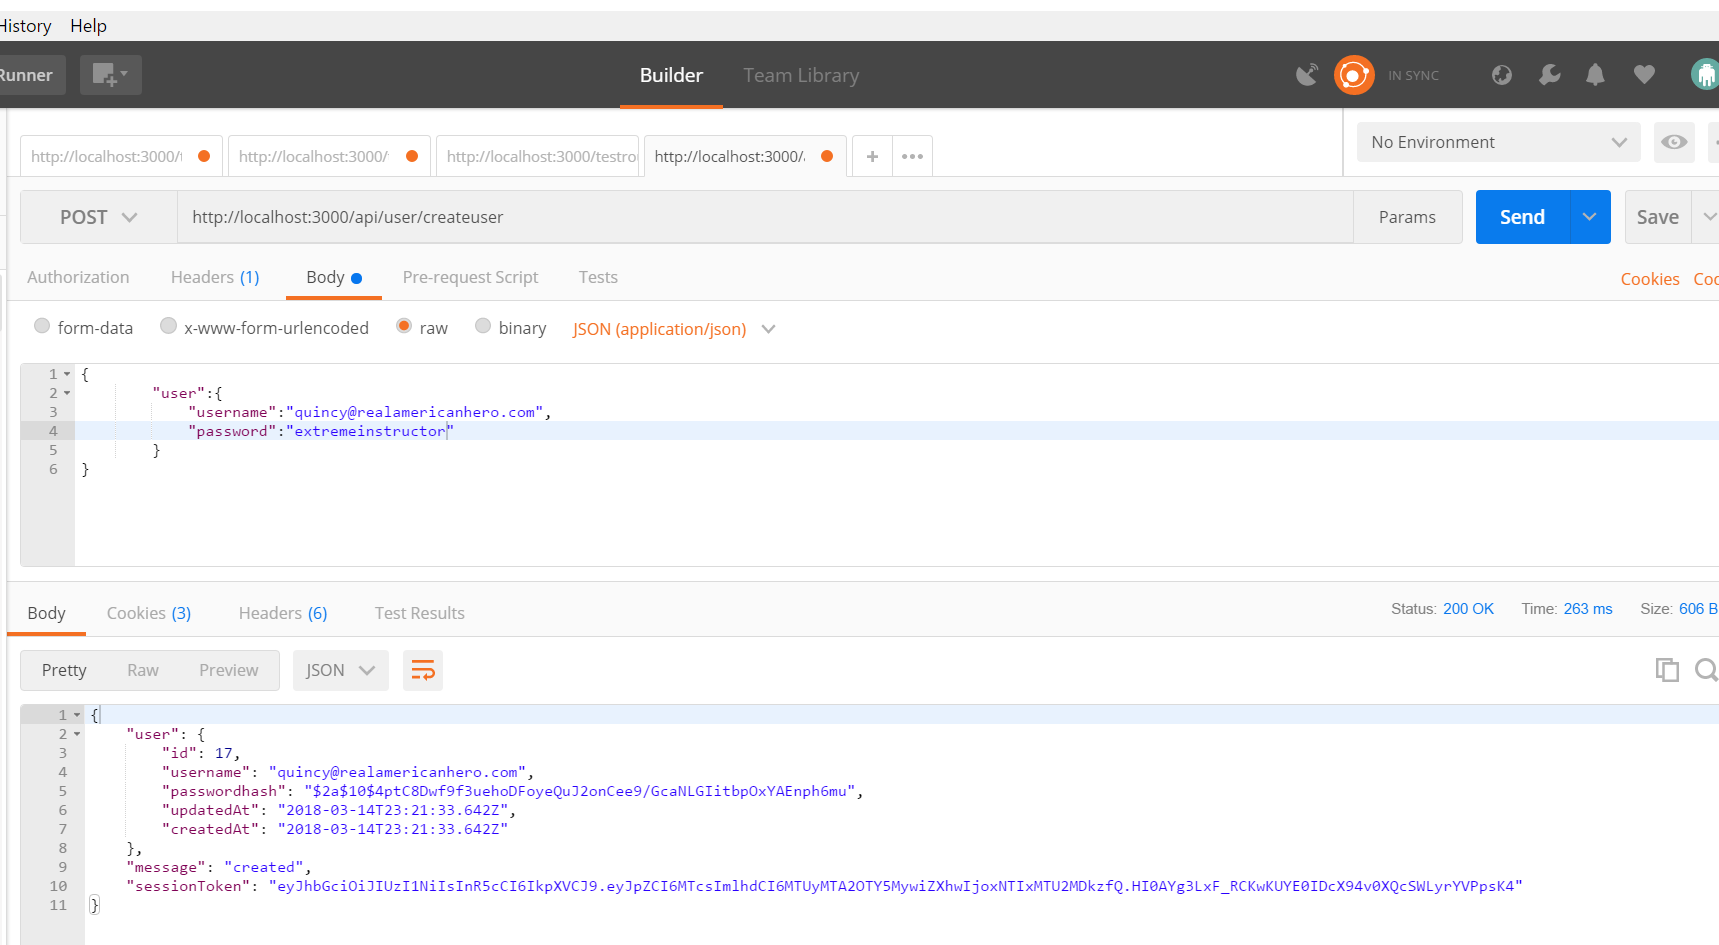 History Help
Runner
Builder Team Library IN SYNC
http://localhost:3000/ http://localhost:3000/ http://localhost:3000/testro http://localhost:3000/ + ••• No Environment
POST http://localhost:3000/api/user/createuser Params Send Save
Authorization Headers (1) Body Pre-request Script Tests Cookies Coo
form-data x-www-form-urlencoded raw binary JSON (application/json)
1 {
2 "user":{
3 "username":"quincy@realamericanhero.com",
4 "password":"extremeinstructor"
5 }
6 }
Body Cookies (3) Headers (6) Test Results Status: 200 OK Time: 263 ms Size: 606 B
Pretty Raw Preview JSON
1 {
2 "user": {
3 "id": 17,
4 "username": "quincy@realamericanhero.com",
5 "passwordhash": "$2a$10$4ptC8Dwf9f3uehoDFoyeQuJ2onCee9/GcaNLGIitbpOxYAEnph6mu",
6 "updatedAt": "2018-03-14T23:21:33.642Z",
7 "createdAt": "2018-03-14T23:21:33.642Z"
8 },
9 "message": "created",
10 "sessionToken": "eyJhbGciOiJIUzI1NiIsInR5cCI6IkpXVCJ9.eyJpZCI6MTcsImlhdCI6MTUyMTA2OTY5MywiZXhwIjoxNTIxMTU2MDkzfQ.HI0AYg3LxF_RCKwKUYE0IDcX94v0XQcSWLyrYVPpsK4"
11 }